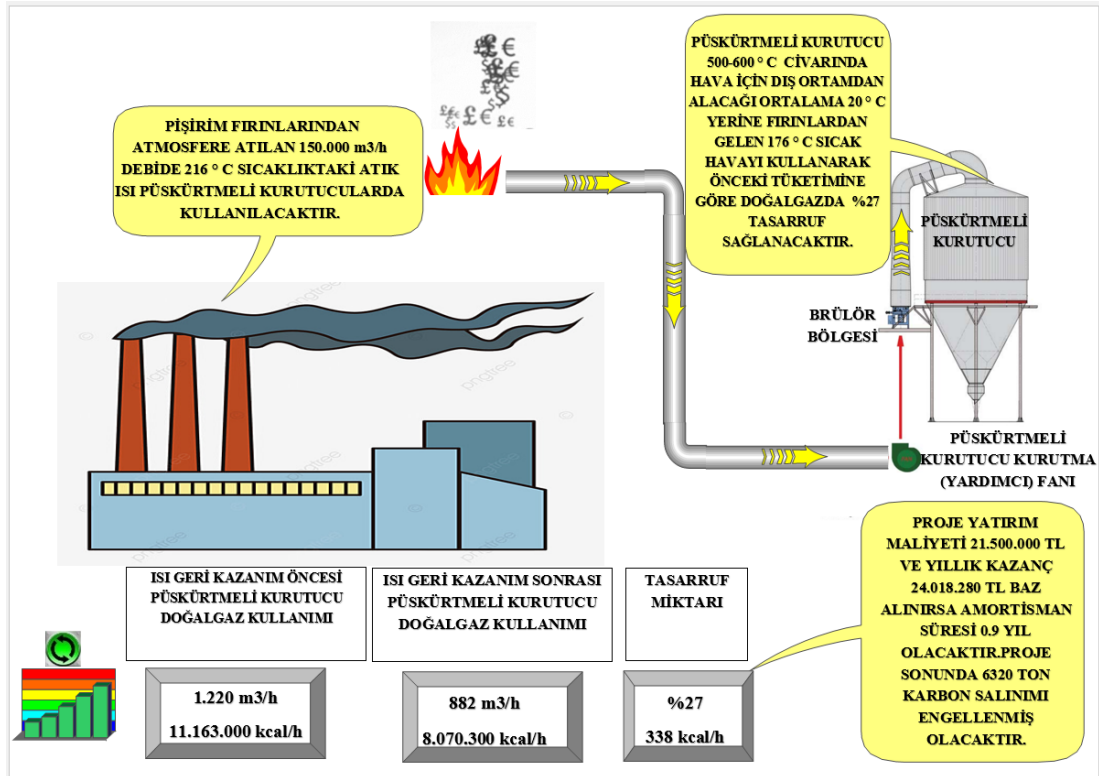 PİŞİRİM FIRINLARINDAN
ATMOSFERE ATILAN 150.000 m3/h
DEBİDE 216 ° C SICAKLIKTAKİ ATIK
ISI PÜSKÜRTMELİ KURUTUCULARDA
KULLANILACAKTIR.
PÜSKÜRTMELİ KURUTUCU
500-600 ° C CİVARINDA
HAVA İÇİN DIŞ ORTAMDAN
ALACAĞI ORTALAMA 20 ° C
YERİNE FIRINLARDAN
GELEN 176 ° C SICAK
HAVAYI KULLANARAK
ÖNCEKİ TÜKETİMİNE
GÖRE DOĞALGAZDA %27
TASARRUF
SAĞLANACAKTIR.
PÜSKÜRTMELİ
KURUTUCU
BRÜLÖR
BÖLGESİ
PÜSKÜRTMELİ
KURUTUCU KURUTMA
(YARDIMCI) FANI
pngtree
pngtree
pngtree
pngtree
pngtree
ISI GERİ KAZANIM ÖNCESİ
PÜSKÜRTMELİ KURUTUCU
DOĞALGAZ KULLANIMI
ISI GERİ KAZANIM SONRASI
PÜSKÜRTMELİ KURUTUCU
DOĞALGAZ KULLANIMI
TASARRUF
MİKTARI
1.220 m3/h
11.163.000 kcal/h
882 m3/h
8.070.300 kcal/h
%27
338 kcal/h
PROJE YATIRIM
MALİYETİ 21.500.000 TL
VE YILLIK KAZANÇ
24.018.280 TL BAZ
ALINIRSA AMORTİSMAN
SÜRESİ 0.9 YIL
OLACAKTIR.PROJE
SONUNDA 6320 TON
KARBON SALINIMI
ENGELLENMİŞ
OLACAKTIR.